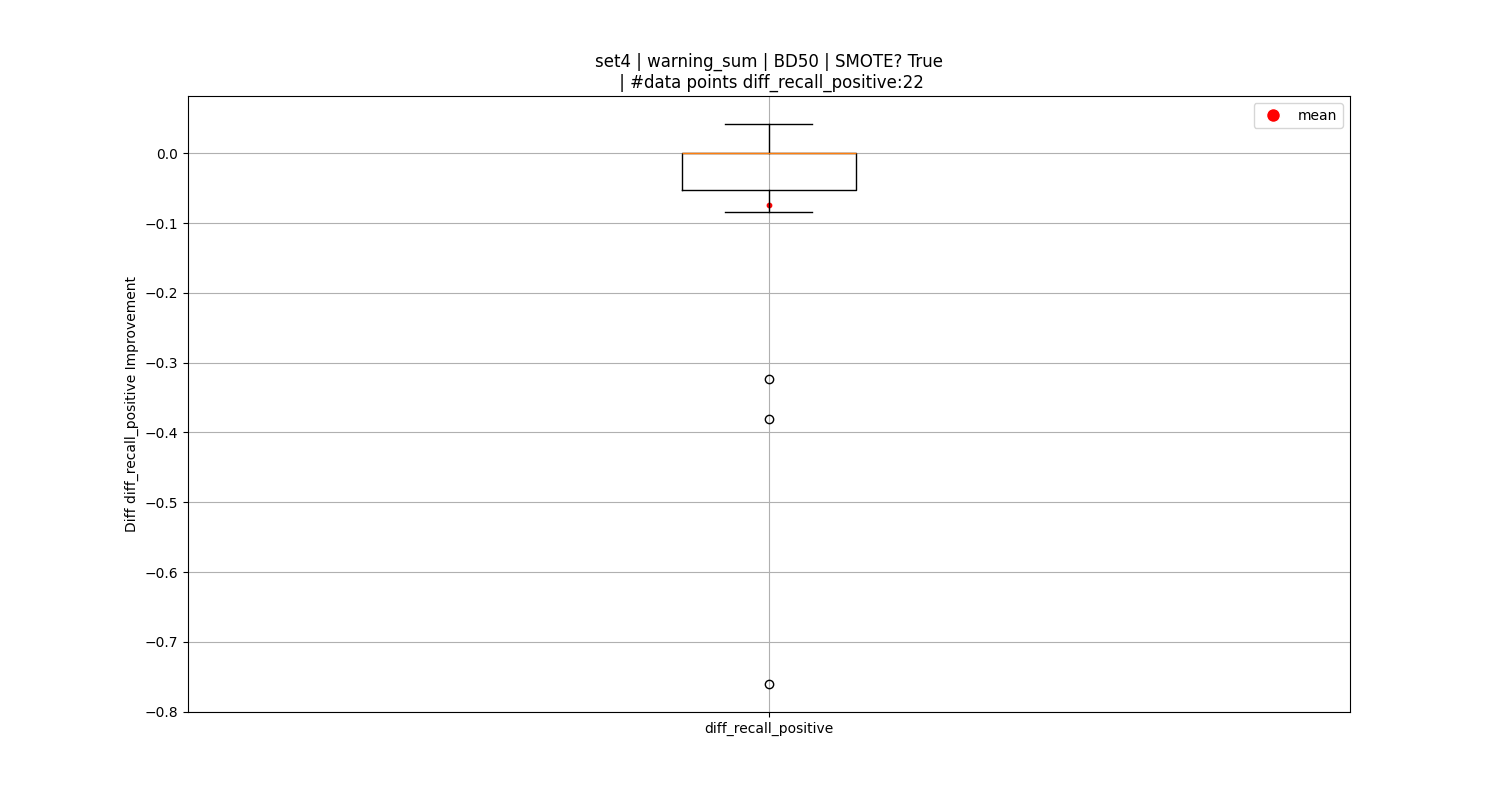 set4 | warning_sum | BD50 | SMOTE? True
| #data points diff_recall_positive:22
mean
0.0
−0.1
−0.2
−0.3
−0.4
−0.5
−0.6
−0.7
−0.8
Diff diff_recall_positive Improvement
diff_recall_positive